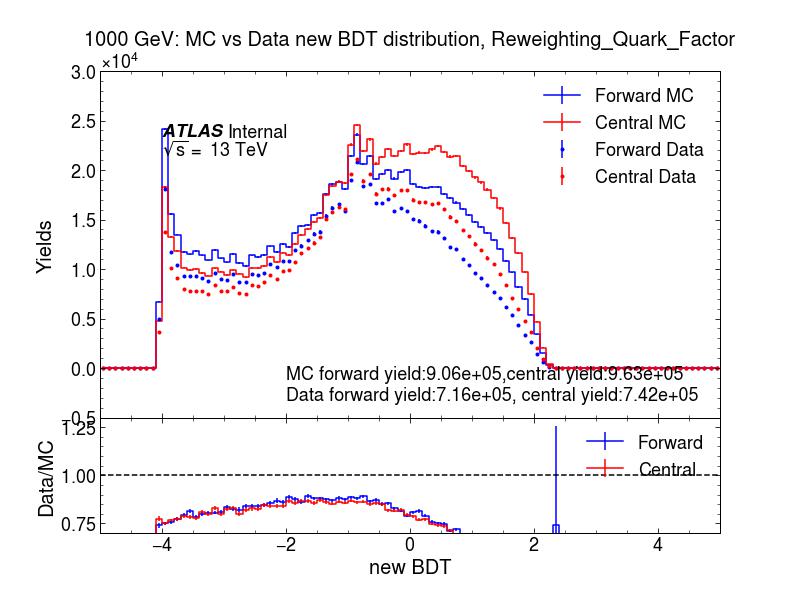 1000 GeV: MC vs Data new BDT distribution, Reweighting_Quark_Factor
×10⁴
3.0
2.5
2.0
1.5
1.0
0.5
0.0
0.5
Yields
ATLAS Internal
√s = 13 TeV
Forward MC
Central MC
Forward Data
Central Data
MC forward yield:9.06e+05,central yield:9.63e+05
Data forward yield:7.16e+05, central yield:7.42e+05
1.25
1.00
0.75
Data/MC
Forward
Central
−4 −2 0 2 4
new BDT